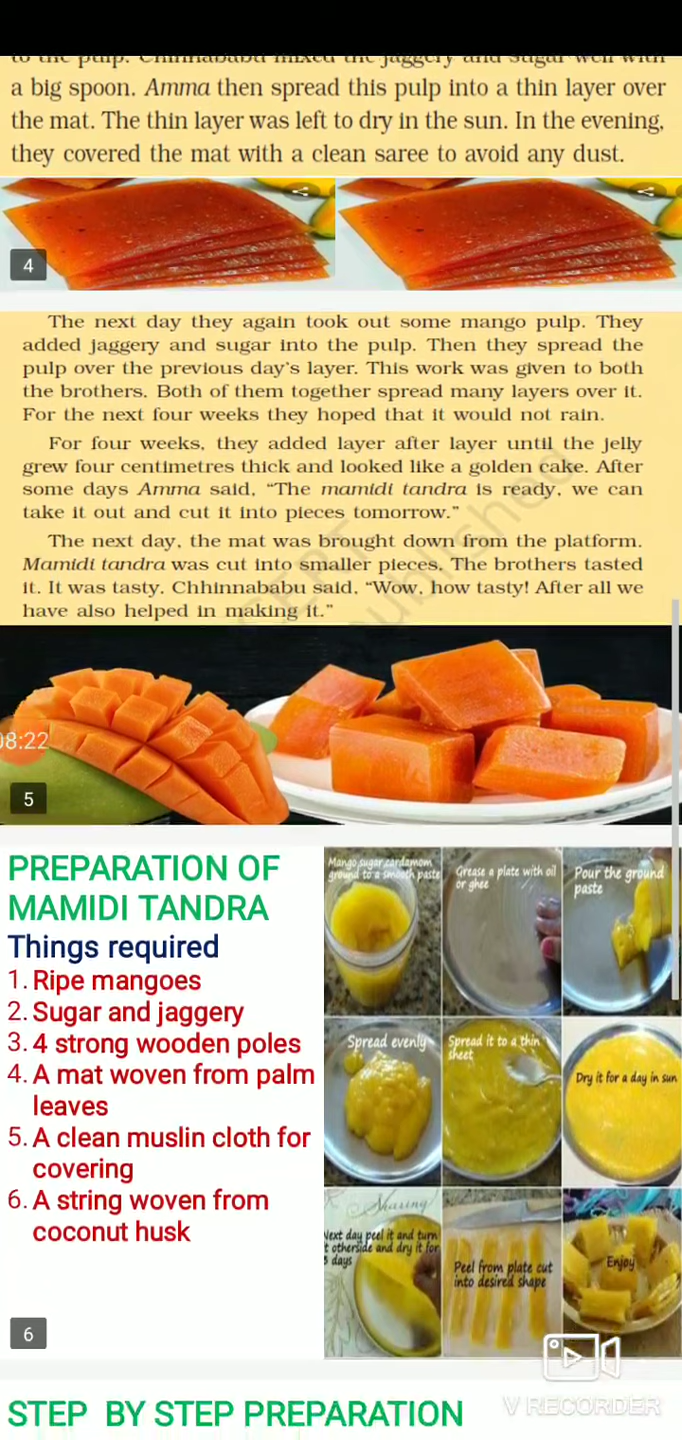 to the pulp. Chinnababu mixed the jaggery and sugar well with
a big spoon. Amma then spread this pulp into a thin layer over
the mat. The thin layer was left to dry in the sun. In the evening,
they covered the mat with a clean saree to avoid any dust.
4
The next day they again took out some mango pulp. They
added jaggery and sugar into the pulp. Then they spread the
pulp over the previous day's layer. This work was given to both
the brothers. Both of them together spread many layers over it.
For the next four weeks they hoped that it would not rain.
For four weeks, they added layer after layer until the jelly
grew four centimetres thick and looked like a golden cake. After
some days Amma said, “The mamidi tandra is ready, we can
take it out and cut it into pieces tomorrow.”
The next day, the mat was brought down from the platform.
Mamidi tandra was cut into smaller pieces. The brothers tasted
it. It was tasty. Chhinnababu said, “Wow, how tasty! After all we
have also helped in making it.”
08:22
5
PREPARATION OF
MAMIDI TANDRA
Things required
1. Ripe mangoes
2. Sugar and jaggery
3. 4 strong wooden poles
4. A mat woven from palm
leaves
5. A clean muslin cloth for
covering
6. A string woven from
coconut husk
6
Mango,sugar,cardamom
ground to a smooth paste
Grease a plate with oil
or ghee
Pour the ground
paste
Spread evenly
Spread it to a thin
sheet
Dry it for a day in sun
Sharing
Next day peel it and turn
t otherside and dry it for
3 days
Peel from plate cut
into desired shape
Enjoy
V RECORDER
STEP BY STEP PREPARATION